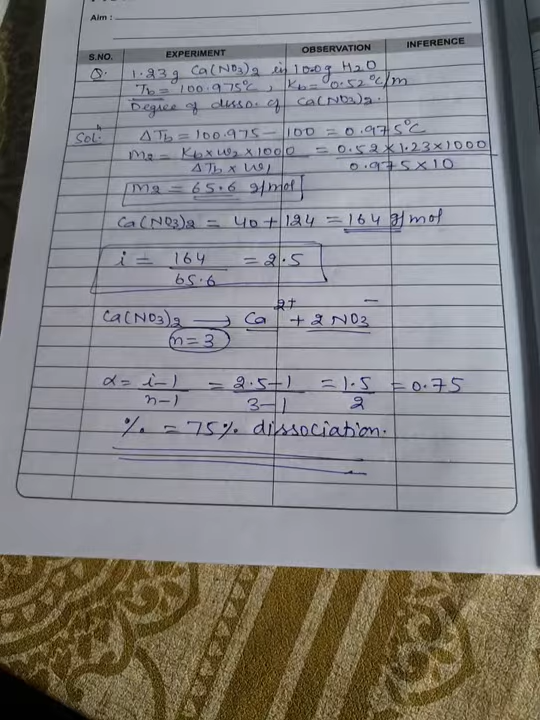 Aim :
S.NO. EXPERIMENT OBSERVATION INFERENCE
Q. 1.23 g Ca(NO3)2 in 10.0g H2O
Tb = 100.975°C, Kb = 0.52°C/m
Degree of disso. of Ca(NO3)2.
Sol: ΔTb = 100.975 - 100 = 0.975°C
M2 = Kb × w2 × 1000 / ΔTb × w1 = 0.52 × 1.23 × 1000 / 0.975 × 10
M2 = 65.6 g/mol
Ca(NO3)2 = 40 + 124 = 164 g/mol
i = 164 / 65.6 = 2.5
Ca(NO3)2 → Ca2+ + 2 NO3−
n = 3
α = i-1 / n-1 = 2.5-1 / 3-1 = 1.5 / 2 = 0.75
% = 75% dissociation.